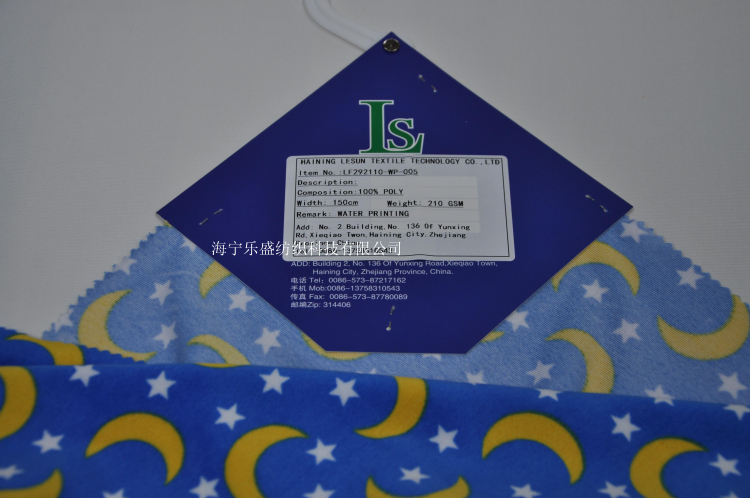 LS
HAINING LESUN TEXTILE TECHNOLOGY CO.,LTD
Item No.:LF292110-WP-005
Description:
Composition:100% POLY
Width: 150cm Weight: 210 GSM
Remark: WATER PRINTING
Add: No. 2 Building,No. 136 Of Yunxing
Rd,Xieqiao Twon,Haining City,Zhejiang
海宁乐盛纺织科技有限公司
ADD: Building 2, No. 136 Of Yunxing Road,Xieqiao Town,
Haining City, Zhejiang Province, China.
电话 Tel: 0086-573-87217162
手机 Mob:0086-13758310543
传真 Fax: 0086-573-87780089
邮编Zip: 314406